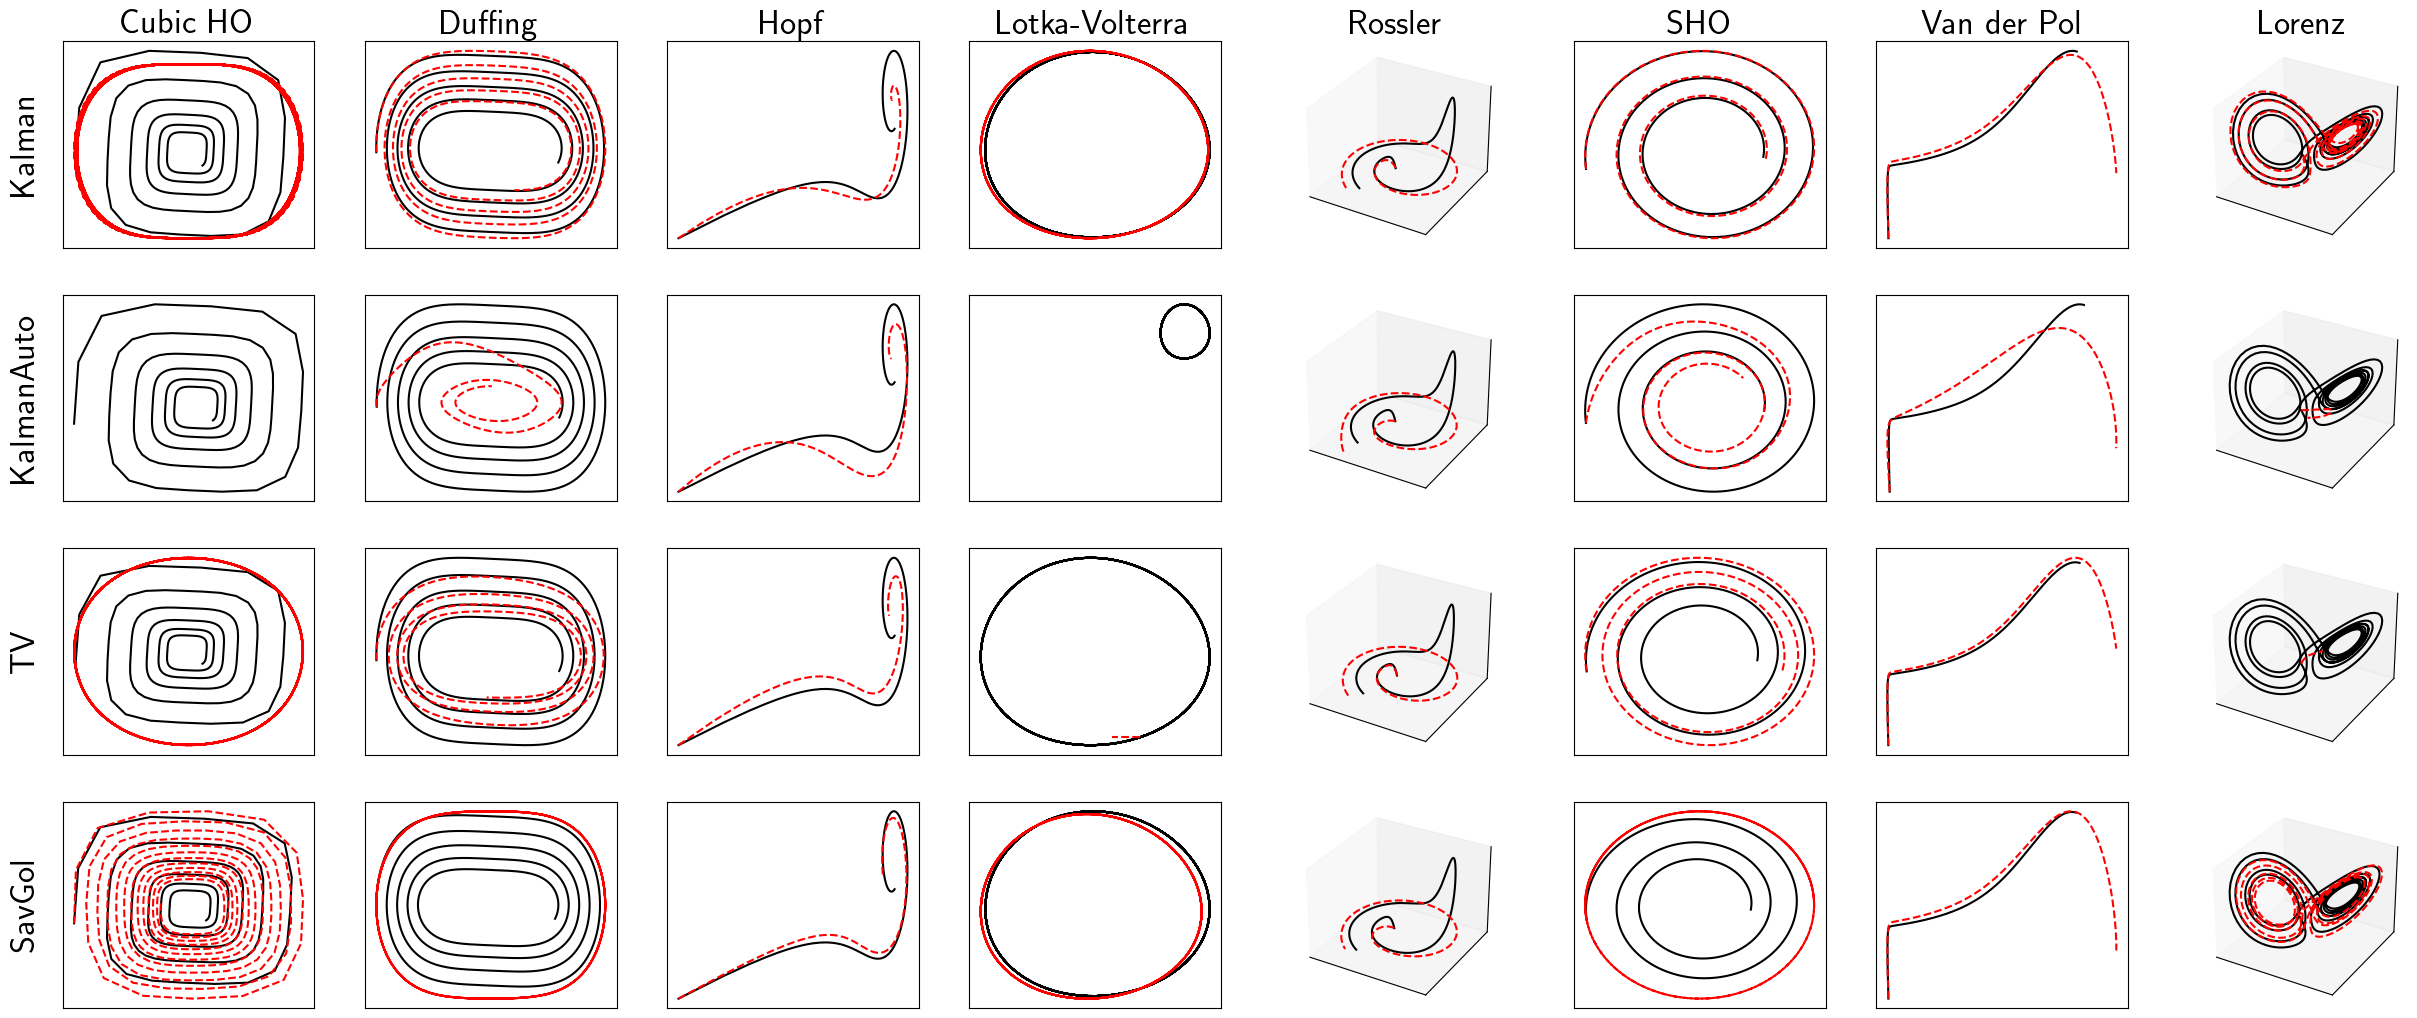 Cubic HO Duffing Hopf Lotka-Volterra Rossler SHO Van der Pol Lorenz
Kalman
KalmanAuto
TV
SavGol